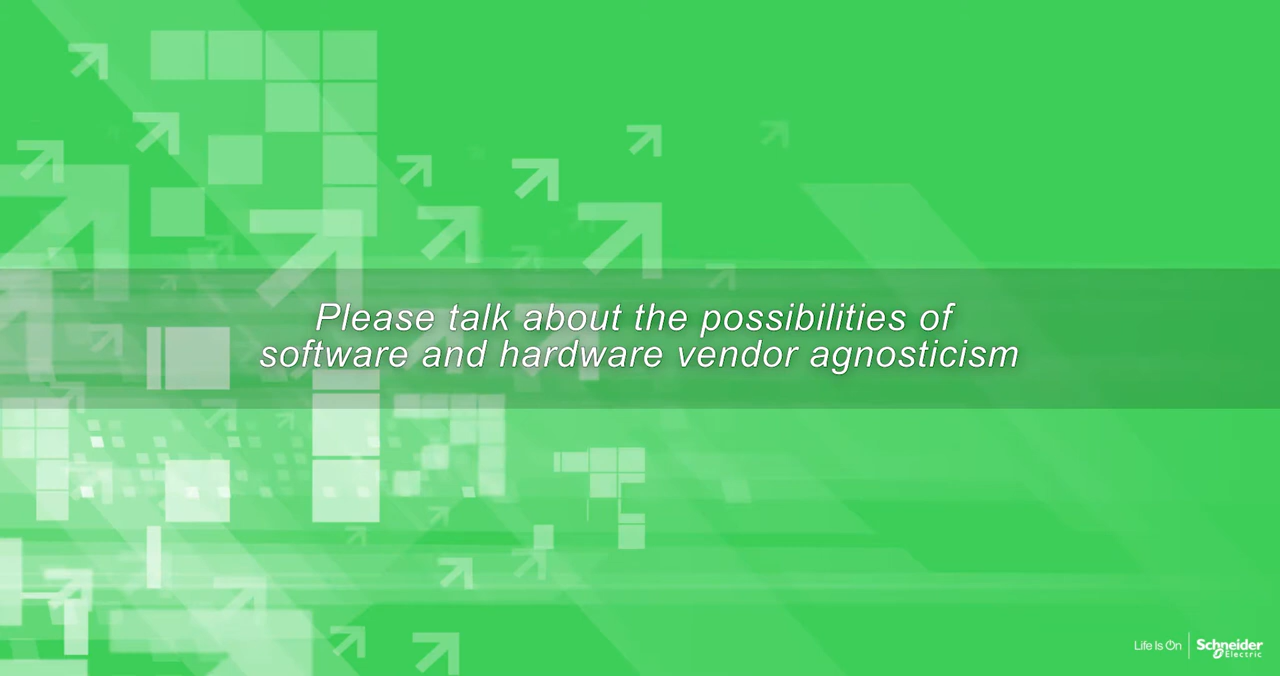 Please talk about the possibilities of
software and hardware vendor agnosticism
Life Is On
Schneider
Electric